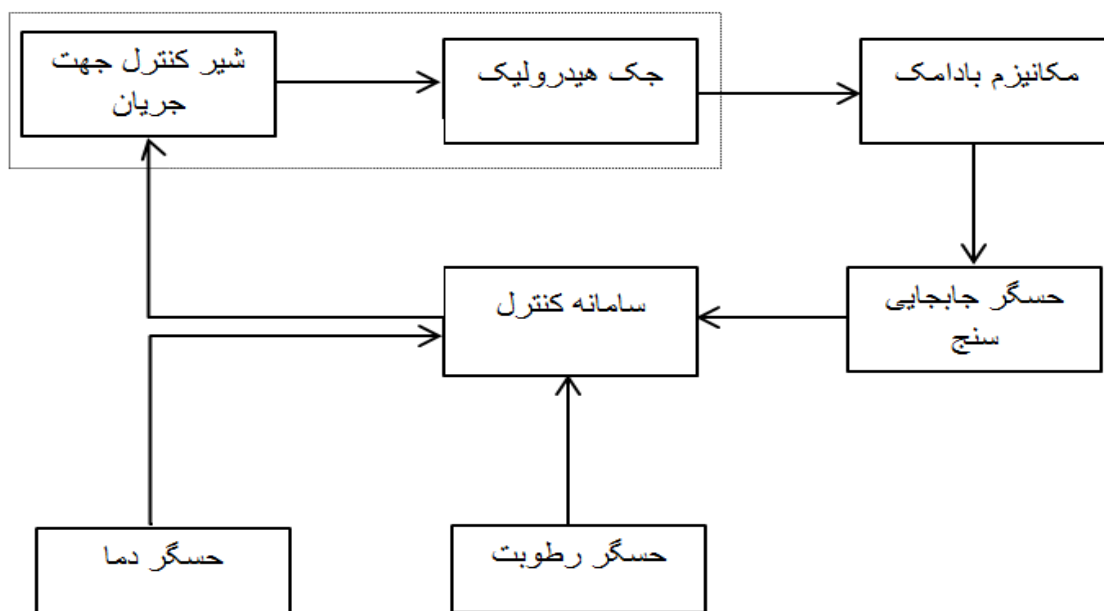 شیر کنترل جهت
جریان
جک هیدرولیک
مکانیزم بادامک
سامانه کنترل
حسگر جابجایی
سنج
حسگر دما
حسگر رطوبت